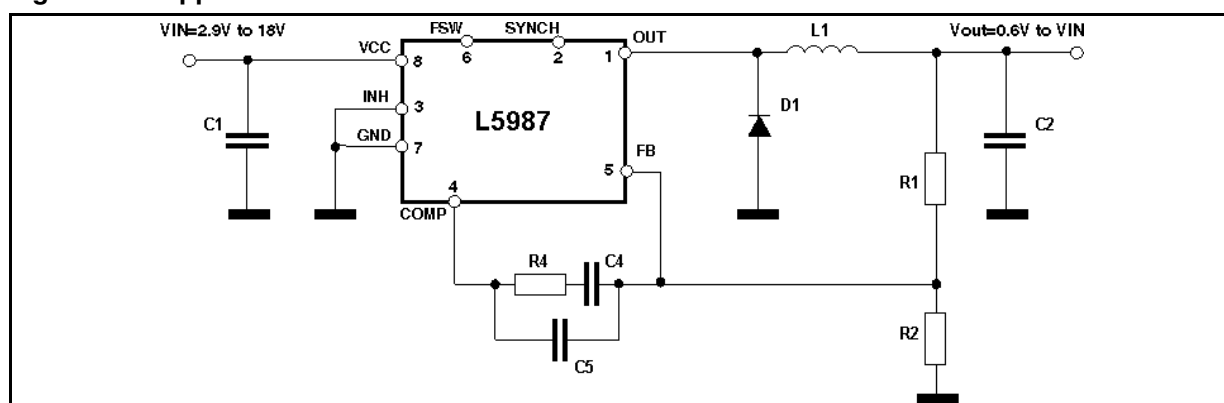 VIN=2.9V to 18V
FSW
SYNCH
OUT
L1
Vout=0.6V to VIN
VCC
8
6
2
1
INH
3
D1
C1
L5987
C2
GND
7
FB
5
R1
4
COMP
R4
C4
R2
C5